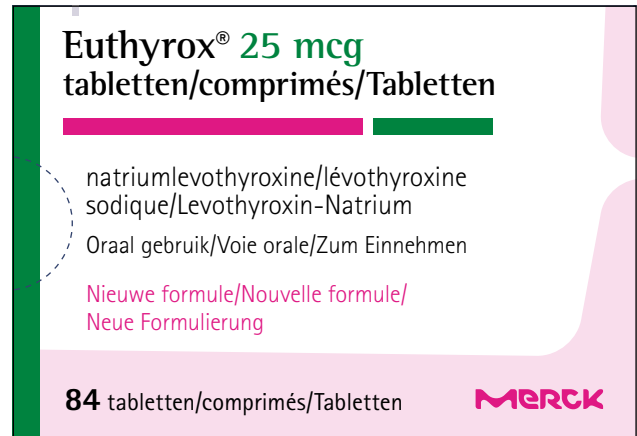 Euthyrox® 25 mcg
tabletten/comprimés/Tabletten
natriumlevothyroxine/lévothyroxine
sodique/Levothyroxin-Natrium
Oraal gebruik/Voie orale/Zum Einnehmen
Nieuwe formule/Nouvelle formule/
Neue Formulierung
84 tabletten/comprimés/Tabletten
MERCK